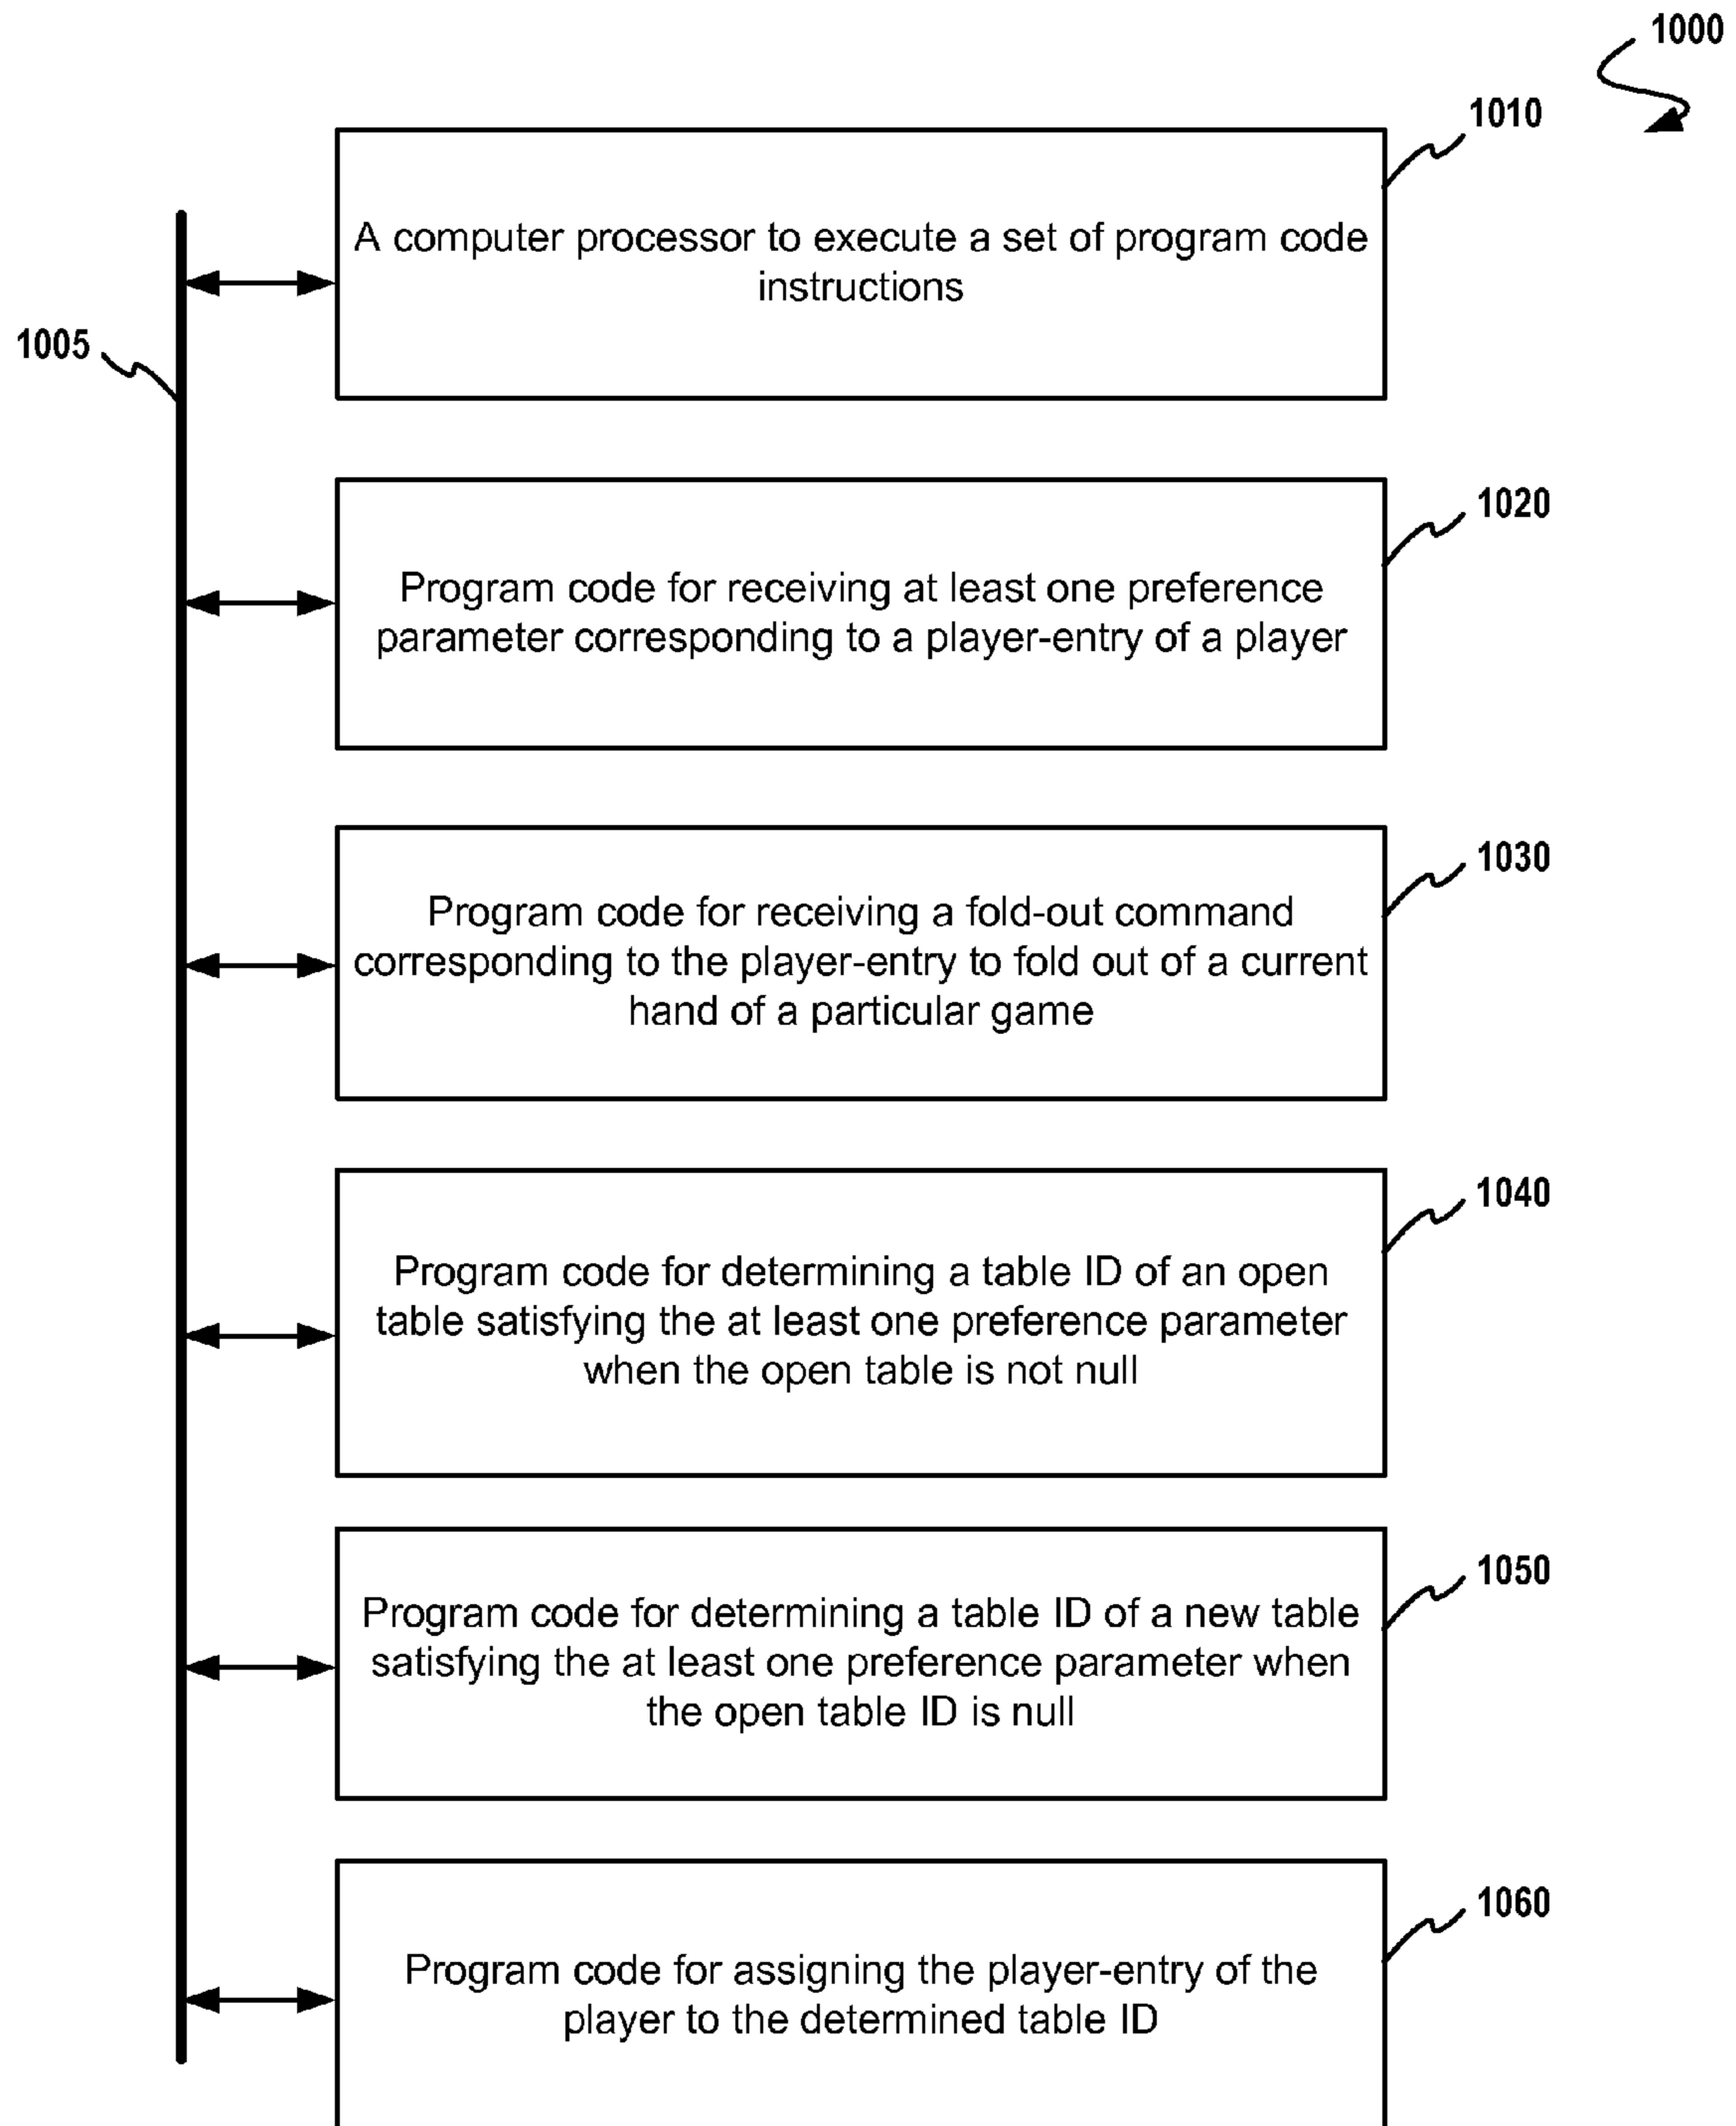 1000
1010
A computer processor to execute a set of program code
instructions
1005
1020
Program code for receiving at least one preference
parameter corresponding to a player-entry of a player
1030
Program code for receiving a fold-out command
corresponding to the player-entry to fold out of a current
hand of a particular game
1040
Program code for determining a table ID of an open
table satisfying the at least one preference parameter
when the open table is not null
1050
Program code for determining a table ID of a new table
satisfying the at least one preference parameter when
the open table ID is null
1060
Program code for assigning the player-entry of the
player to the determined table ID